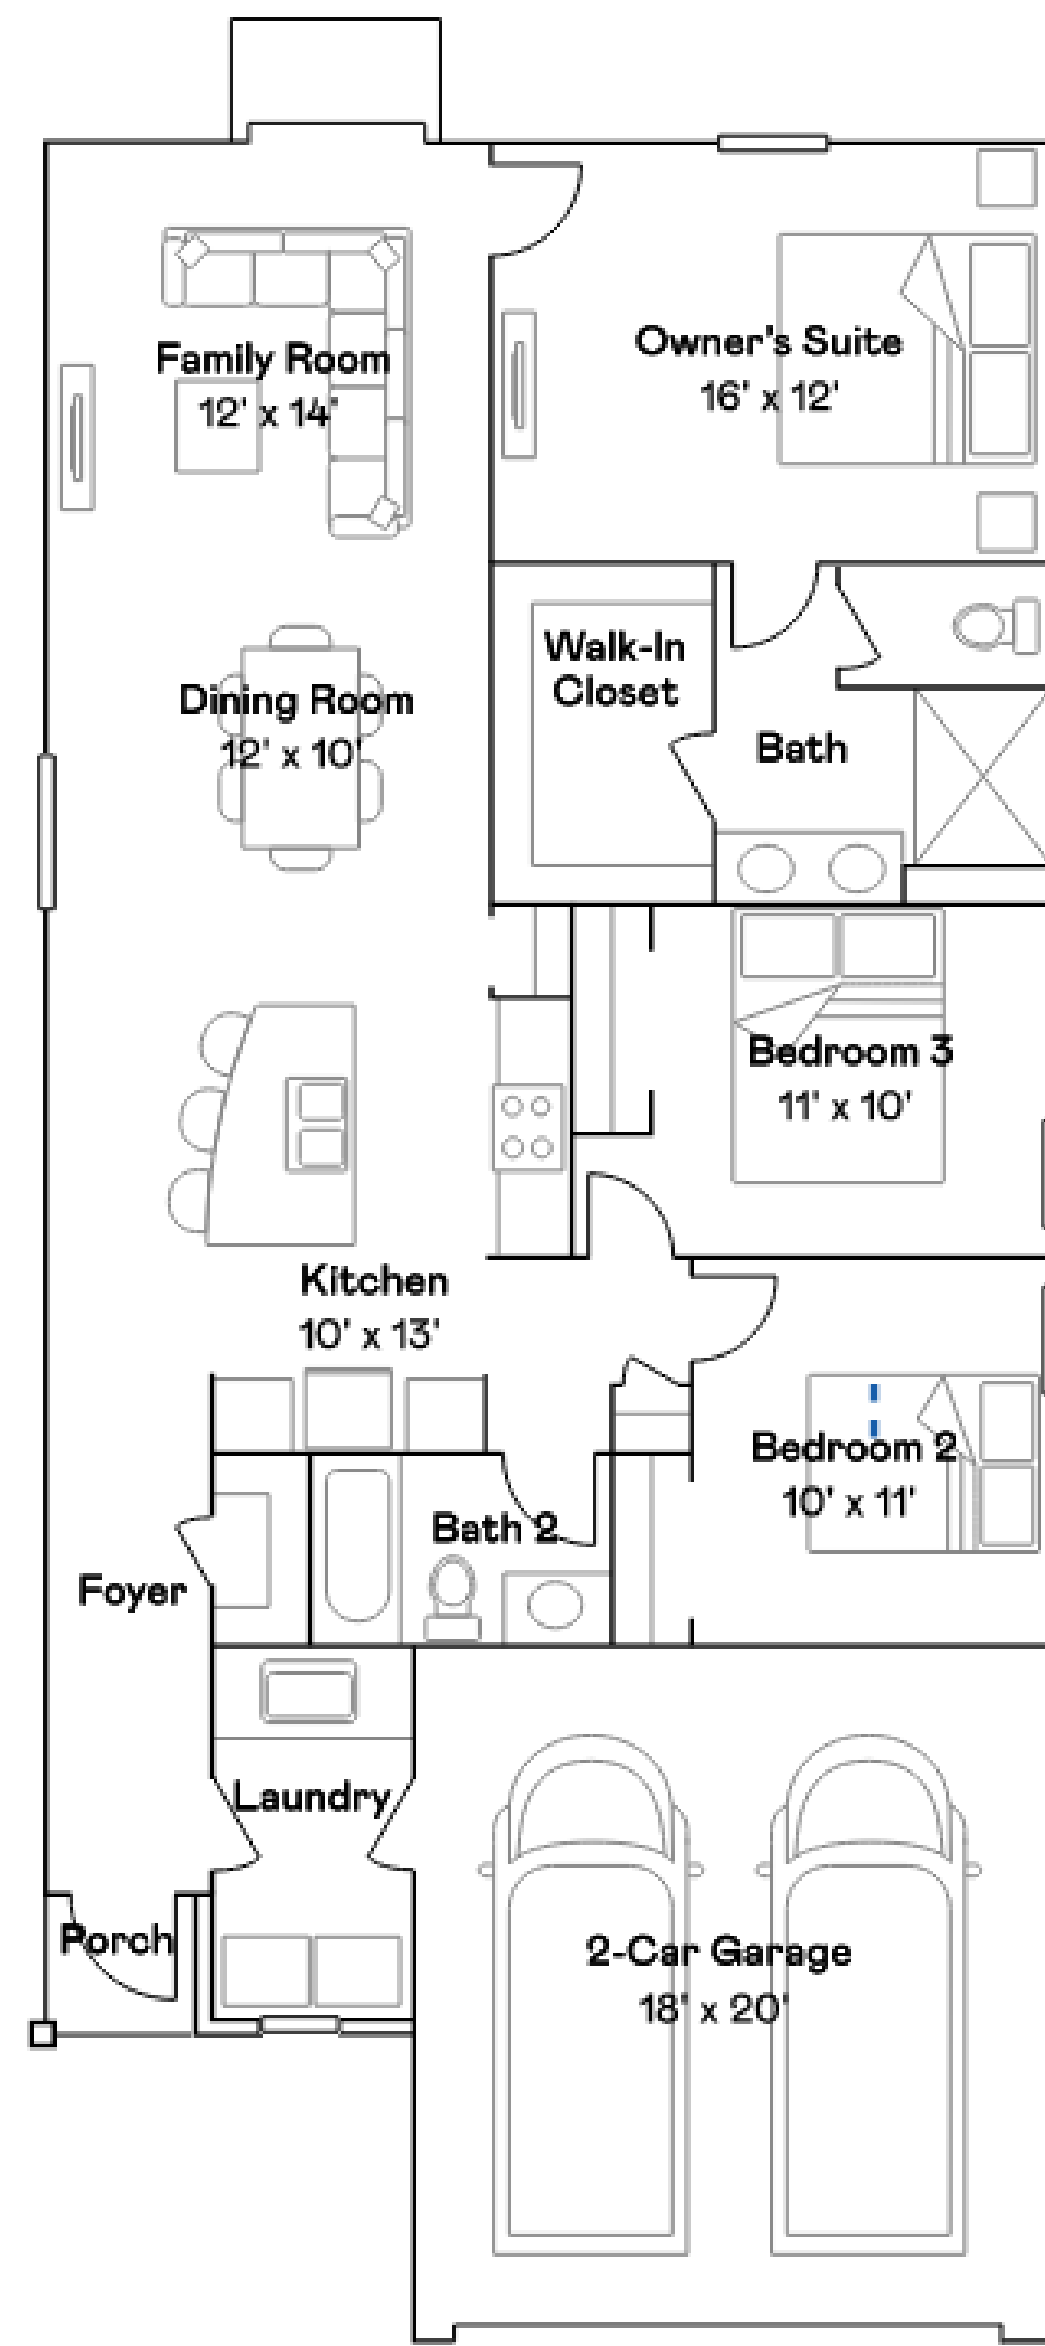 Family Room
12' x 14'
Owner's Suite
16' x 12'
Walk-In
Closet
Dining Room
12' x 10'
Bath
Bedroom 3
11' x 10'
Kitchen
10' x 13'
Bedroom 2
10' x 11'
Bath 2
Foyer
Laundry
Porch
2-Car Garage
18' x 20'